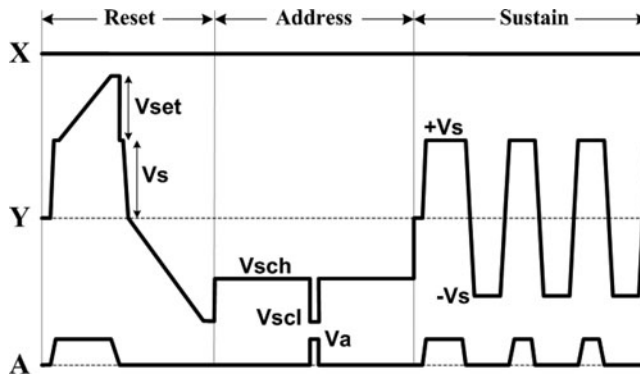 Reset Address Sustain
X
Vset
+Vs
Vs
Y
Vsch
-Vs
Vscl
Va
A